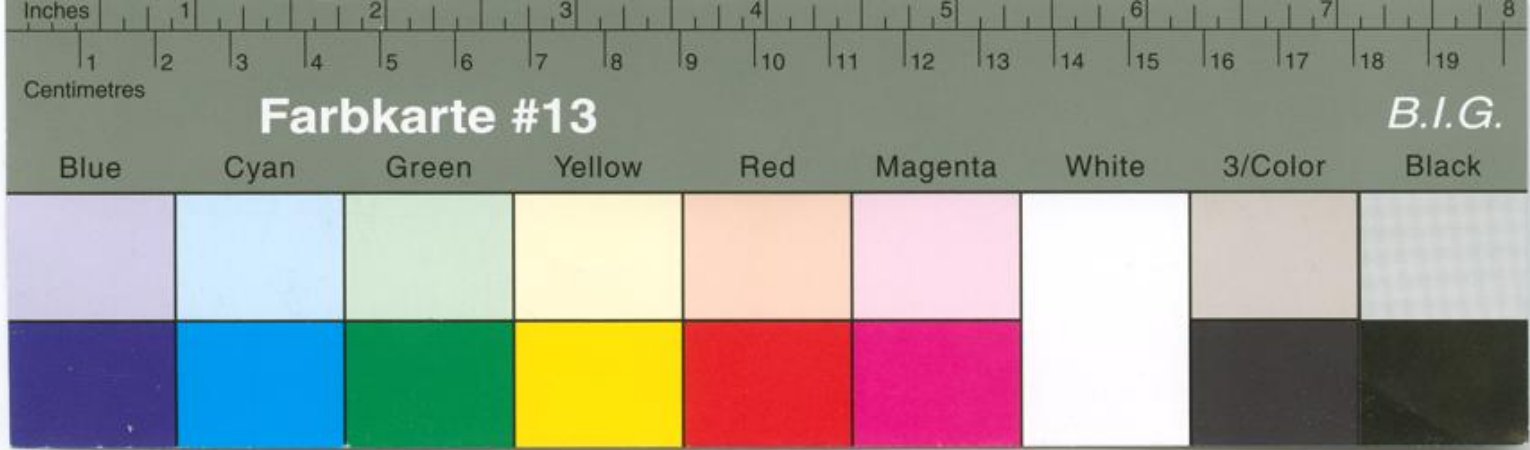 Inches 1 2 3 4 5 6 7 8
1 2 3 4 5 6 7 8 9 10 11 12 13 14 15 16 17 18 19
Centimetres
Farbkarte #13 B.I.G.
Blue Cyan Green Yellow Red Magenta White 3/Color Black